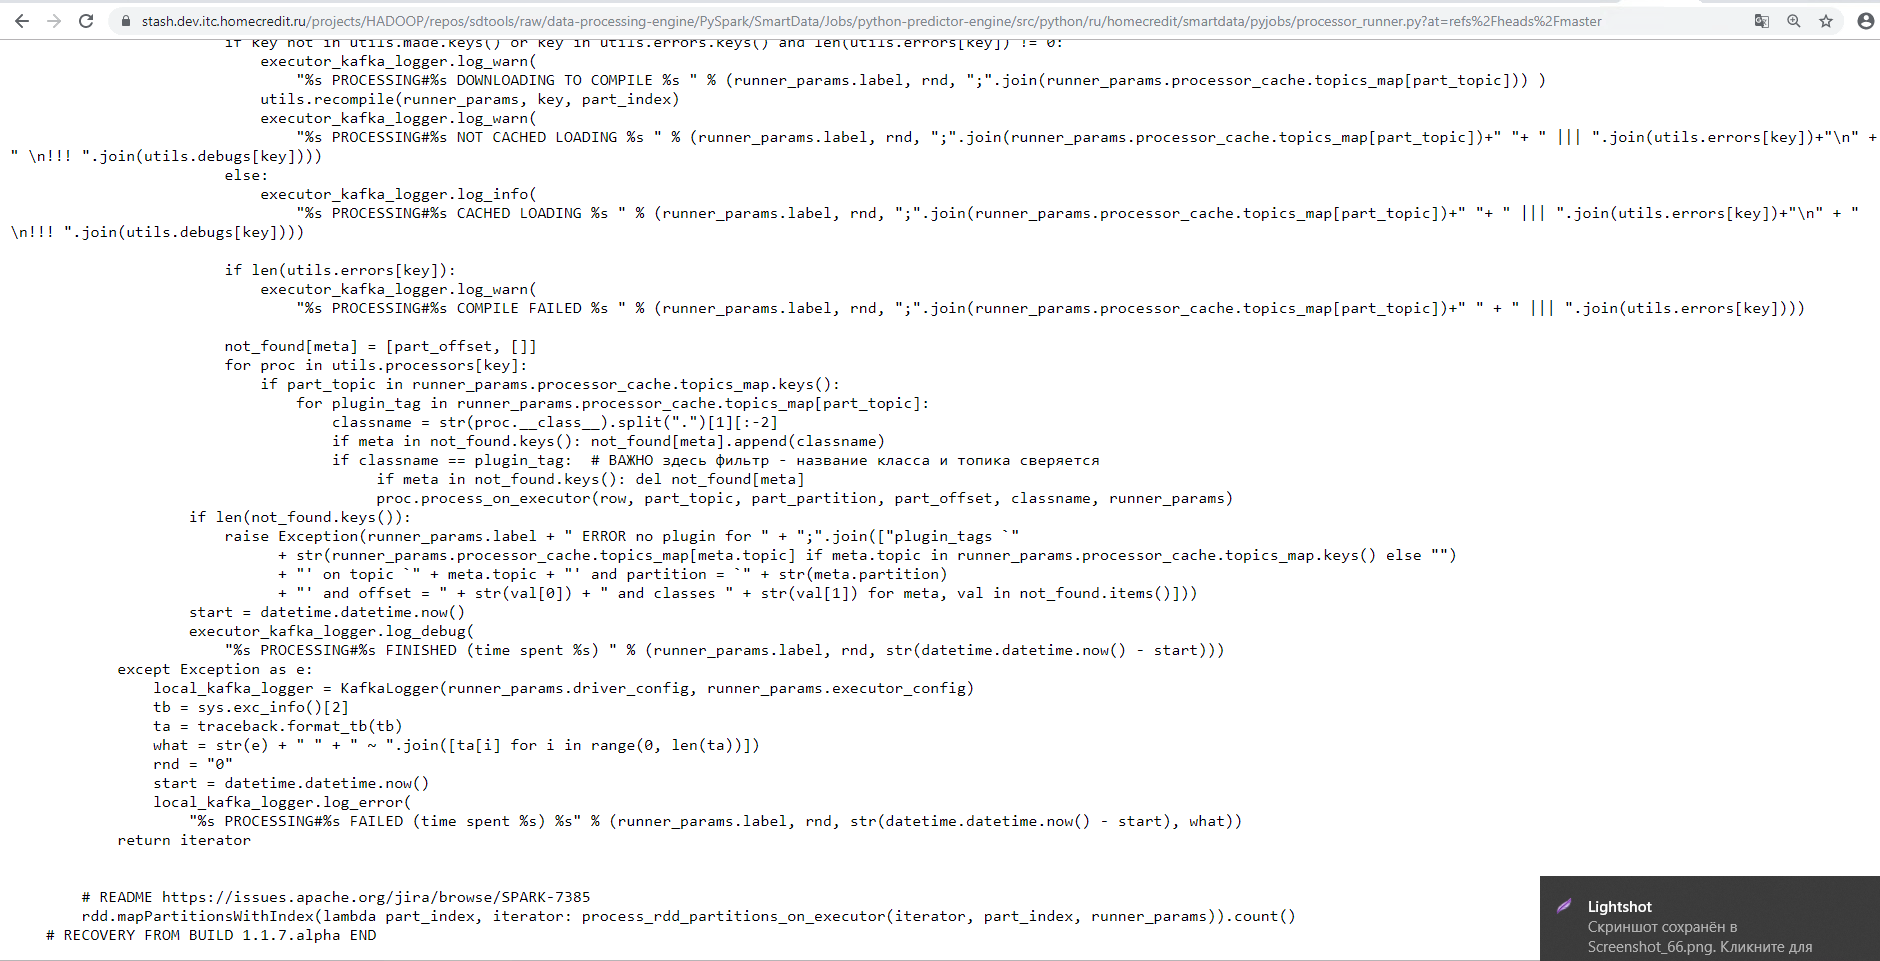 stash.dev.itc.homecredit.ru/projects/HADOOP/repos/sdtools/raw/data-processing-engine/PySpark/SmartData/Jobs/python-predictor-engine/src/python/ru/homecredit/smartdata/pyjobs/processor_runner.py?at=refs%2Fheads%2Fmaster
if key not in utils.made.keys() or key in utils.errors.keys() and len(utils.errors[key]) != 0:
executor_kafka_logger.log_warn(
"%s PROCESSING#%s DOWNLOADING TO COMPILE %s " % (runner_params.label, rnd, ";".join(runner_params.processor_cache.topics_map[part_topic])) )
utils.recompile(runner_params, key, part_index)
executor_kafka_logger.log_warn(
"%s PROCESSING#%s NOT CACHED LOADING %s " % (runner_params.label, rnd, ";".join(runner_params.processor_cache.topics_map[part_topic])+" "+ " ||| ".join(utils.errors[key])+"\n" +
" \n!!! ".join(utils.debugs[key])))
else:
executor_kafka_logger.log_info(
"%s PROCESSING#%s CACHED LOADING %s " % (runner_params.label, rnd, ";".join(runner_params.processor_cache.topics_map[part_topic])+" "+ " ||| ".join(utils.errors[key])+"\n" + "
\n!!! ".join(utils.debugs[key])))
if len(utils.errors[key]):
executor_kafka_logger.log_warn(
"%s PROCESSING#%s COMPILE FAILED %s " % (runner_params.label, rnd, ";".join(runner_params.processor_cache.topics_map[part_topic])+" " + " ||| ".join(utils.errors[key])))
not_found[meta] = [part_offset, []]
for proc in utils.processors[key]:
if part_topic in runner_params.processor_cache.topics_map.keys():
for plugin_tag in runner_params.processor_cache.topics_map[part_topic]:
classname = str(proc.__class__).split(".")[1][:-2]
if meta in not_found.keys(): not_found[meta].append(classname)
if classname == plugin_tag:  # ВАЖНО здесь фильтр - название класса и топика сверяется
if meta in not_found.keys(): del not_found[meta]
proc.process_on_executor(row, part_topic, part_partition, part_offset, classname, runner_params)
if len(not_found.keys()):
raise Exception(runner_params.label + " ERROR no plugin for " + ";".join(["plugin_tags `"
+ str(runner_params.processor_cache.topics_map[meta.topic] if meta.topic in runner_params.processor_cache.topics_map.keys() else "")
+ "' on topic `" + meta.topic + "' and partition = `" + str(meta.partition)
+ "' and offset = " + str(val[0]) + " and classes " + str(val[1]) for meta, val in not_found.items()]))
start = datetime.datetime.now()
executor_kafka_logger.log_debug(
"%s PROCESSING#%s FINISHED (time spent %s) " % (runner_params.label, rnd, str(datetime.datetime.now() - start)))
except Exception as e:
local_kafka_logger = KafkaLogger(runner_params.driver_config, runner_params.executor_config)
tb = sys.exc_info()[2]
ta = traceback.format_tb(tb)
what = str(e) + " " + " ~ ".join([ta[i] for i in range(0, len(ta))])
rnd = "0"
start = datetime.datetime.now()
local_kafka_logger.log_error(
"%s PROCESSING#%s FAILED (time spent %s) %s" % (runner_params.label, rnd, str(datetime.datetime.now() - start), what))
return iterator
# README https://issues.apache.org/jira/browse/SPARK-7385
rdd.mapPartitionsWithIndex(lambda part_index, iterator: process_rdd_partitions_on_executor(iterator, part_index, runner_params)).count()
# RECOVERY FROM BUILD 1.1.7.alpha END
Lightshot
Скриншот сохранён в
Screenshot_66.png. Кликните для